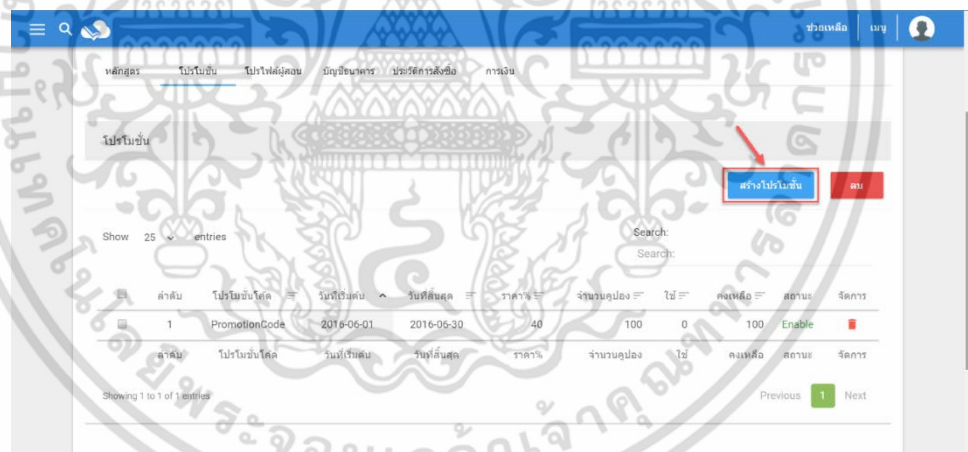 ช่วยเหลือ เมนู
หลักสูตร โปรโมชั่น โปรไฟล์ผู้สอน บัญชีธนาคาร ประวัติการสั่งซื้อ การเงิน
โปรโมชั่น
สร้างโปรโมชั่น ลบ
Show 25 entries Search:
Search:
ลำดับ โปรโมชั่นโค้ด วันที่เริ่มต้น วันที่สิ้นสุด ราคา% จำนวนคูปอง ใช้ คงเหลือ สถานะ จัดการ
1 PromotionCode 2016-06-01 2016-06-30 40 100 0 100 Enable
ลำดับ โปรโมชั่นโค้ด วันที่เริ่มต้น วันที่สิ้นสุด ราคา% จำนวนคูปอง ใช้ คงเหลือ สถานะ จัดการ
Showing 1 to 1 of 1 entries Previous 1 Next